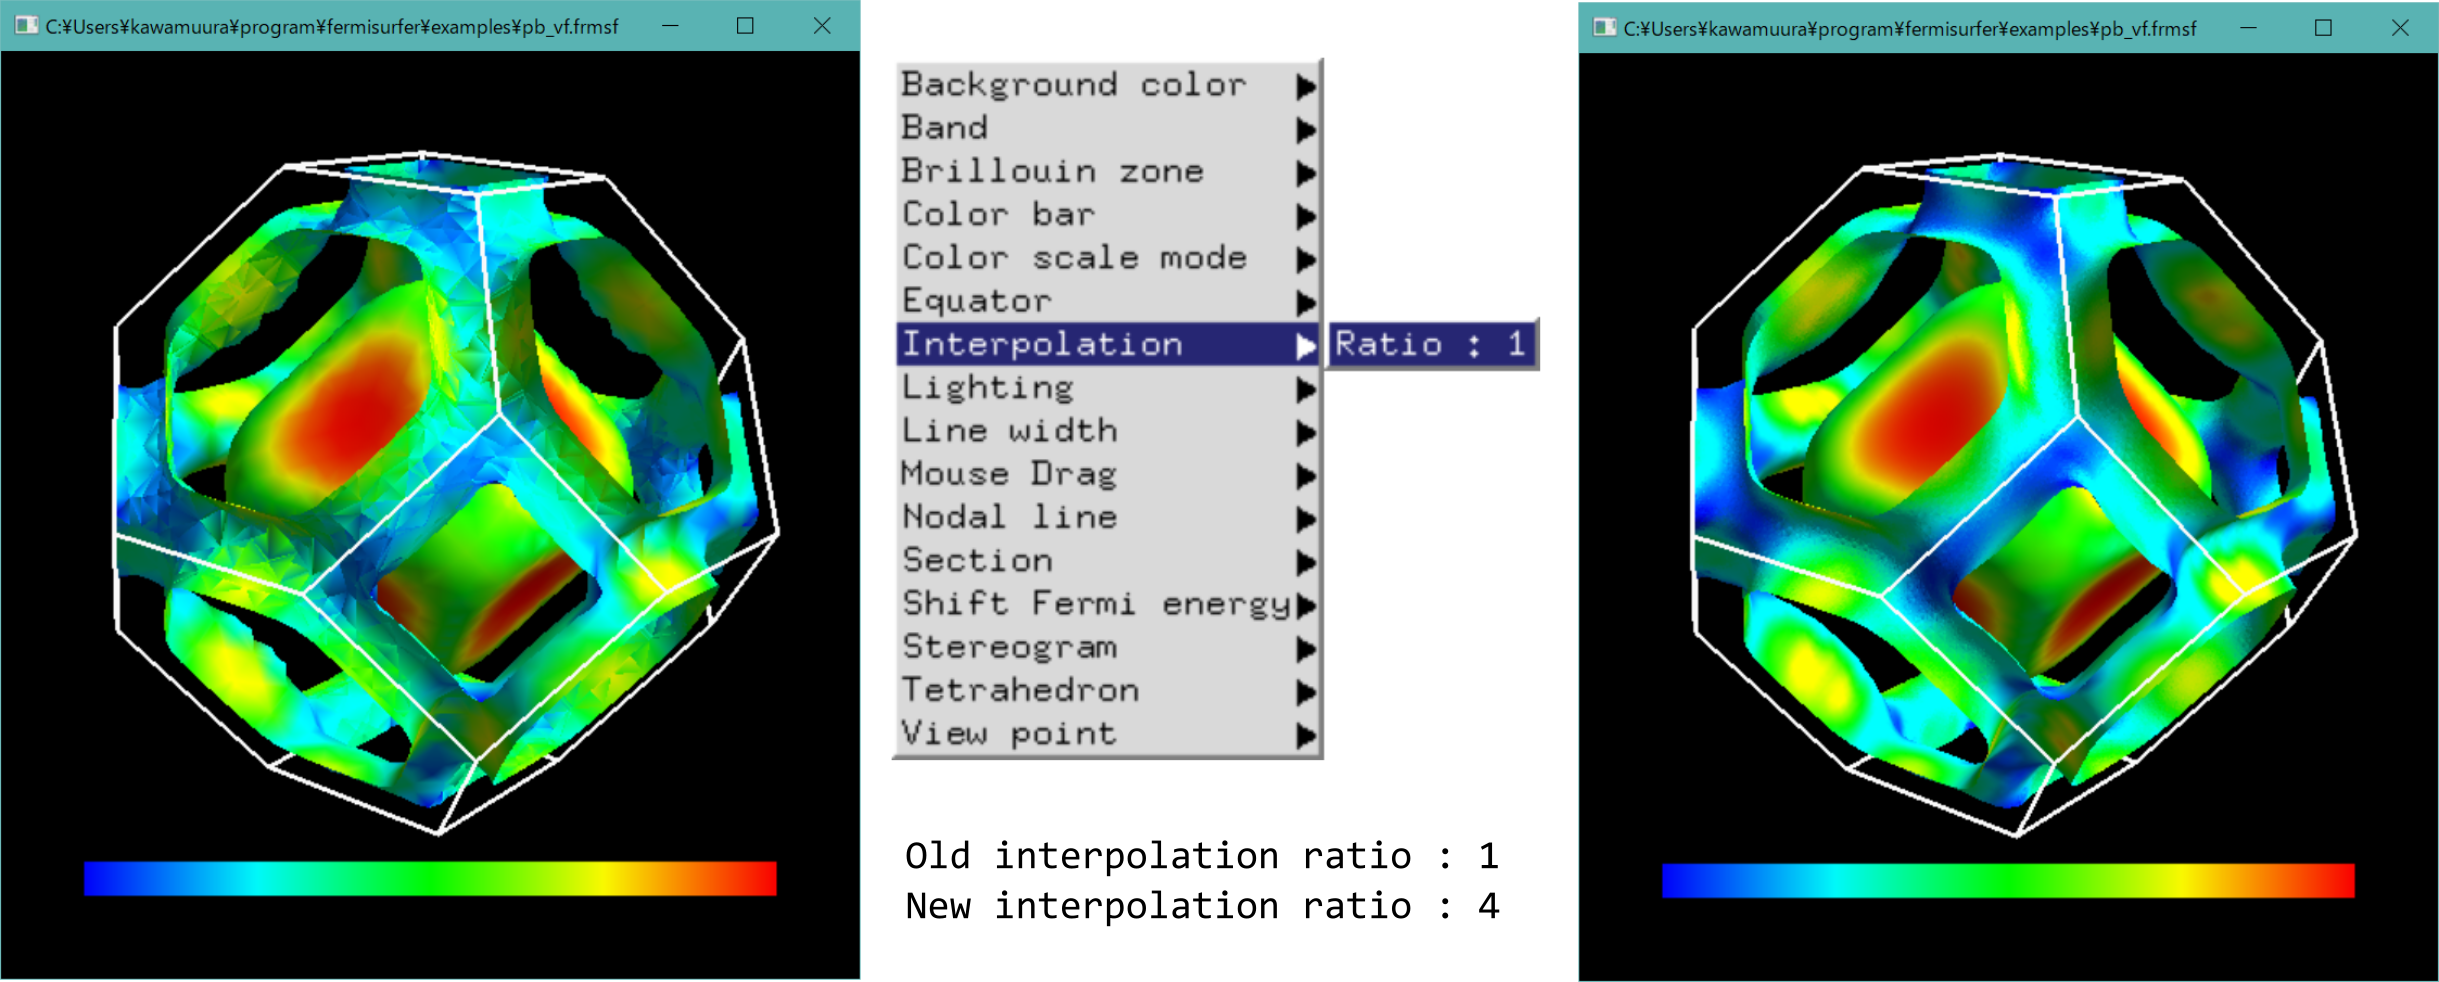 C:¥Users¥kawamuura¥program¥fermisurfer¥examples¥pb_vf.frmsf
Background color
Band
Brillouin zone
Color bar
Color scale mode
Equator
Interpolation
Ratio : 1
Lighting
Line width
Mouse Drag
Nodal line
Section
Shift Fermi energy
Stereogram
Tetrahedron
View point
Old interpolation ratio : 1
New interpolation ratio : 4
C:¥Users¥kawamuura¥program¥fermisurfer¥examples¥pb_vf.frmsf